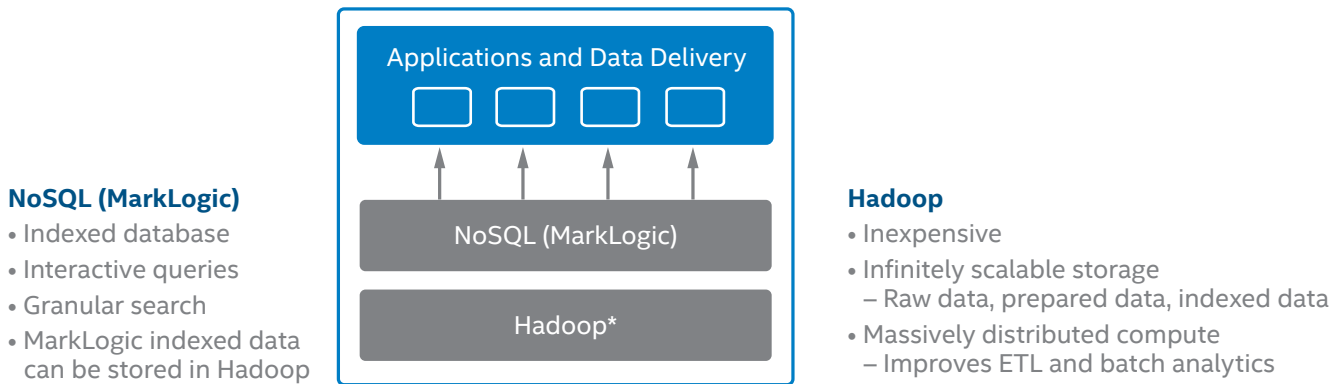 Applications and Data Delivery
NoSQL (MarkLogic)
• Indexed database
• Interactive queries
• Granular search
• MarkLogic indexed data
can be stored in Hadoop
NoSQL (MarkLogic)
Hadoop*
Hadoop
• Inexpensive
• Infinitely scalable storage
– Raw data, prepared data, indexed data
• Massively distributed compute
– Improves ETL and batch analytics